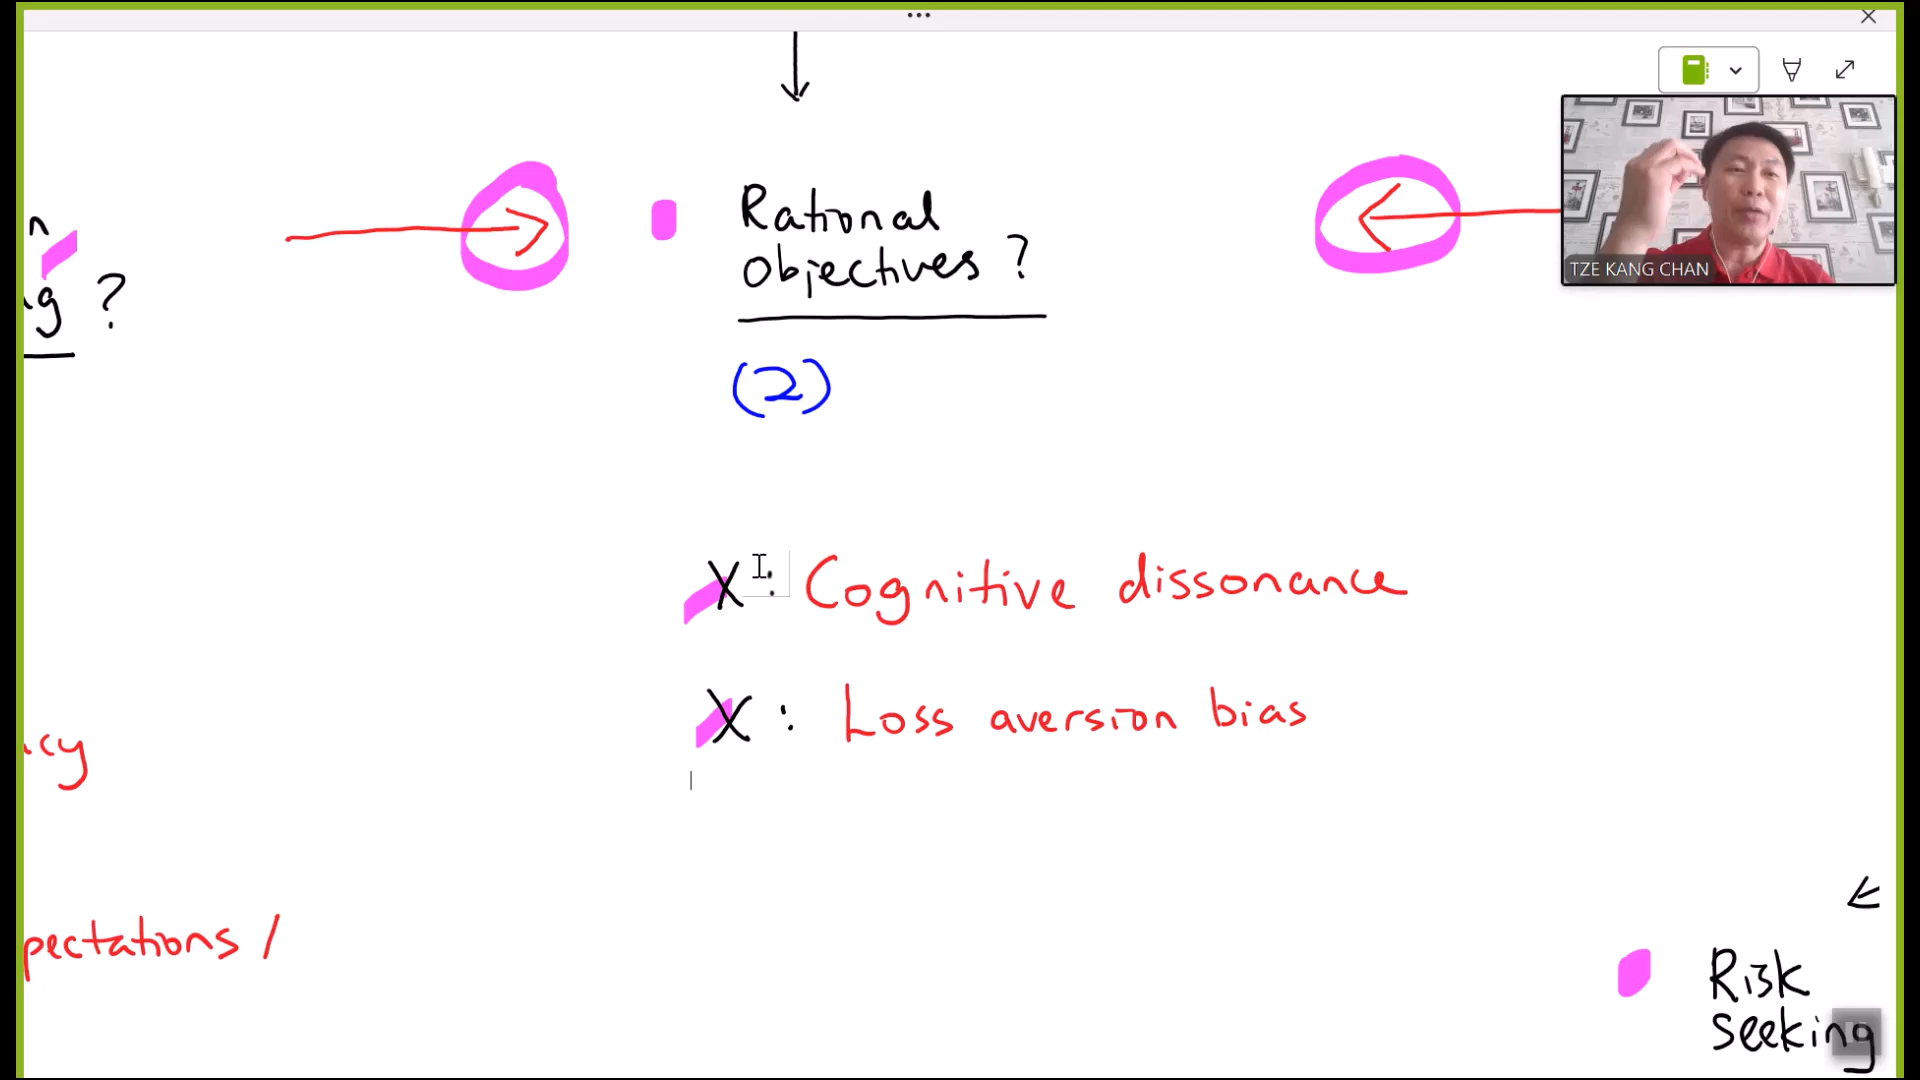 Rational
objectives ?
TZE KANG CHAN
n
g ?
(2)
X : Cognitive dissonance
X : Loss aversion bias
cy
pectations /
Risk
seeking